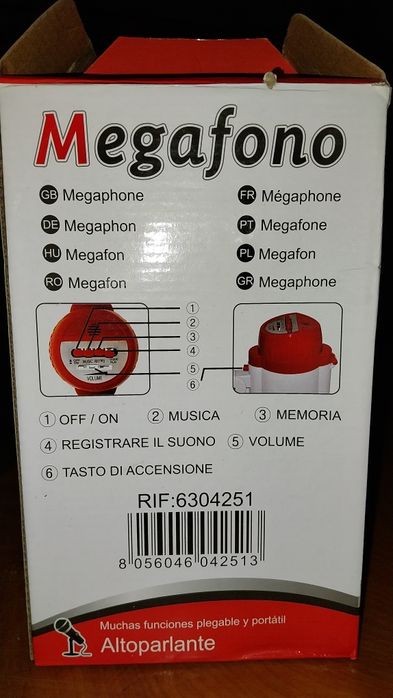 Megafono
GB Megaphone
FR Mégaphone
DE Megaphon
PT Megafone
HU Megafon
PL Megafon
RO Megafon
GR Megaphone
VOLUME
1
2
3
4
5
6
1 OFF / ON 2 MUSICA 3 MEMORIA
4 REGISTRARE IL SUONO 5 VOLUME
6 TASTO DI ACCENSIONE
RIF:6304251
8 056046 042513
Muchas funciones plegable y portátil
Altoparlante